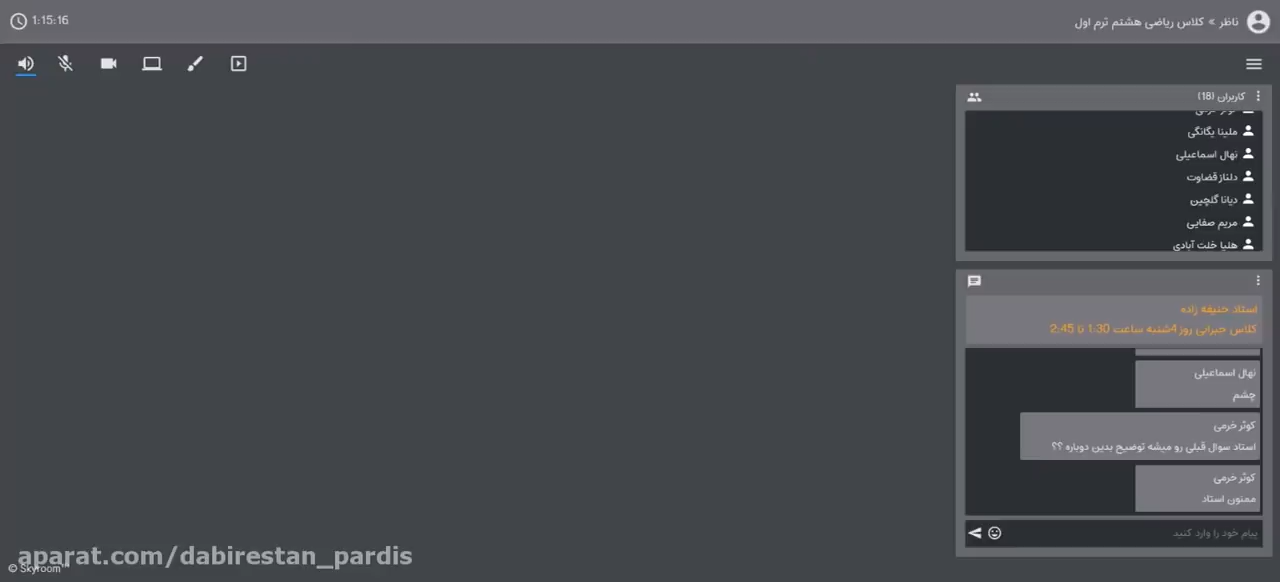 1:15:16
ناظر » کلاس ریاضی هشتم ترم اول
کاربران (18)
ملینا یگانگی
نهال اسماعیلی
دلناز قضاوت
دیانا گلچین
مریم صفایی
هلیا خلت آبادی
استاد حنیفه زاده
کلاس جبرابی روز 4شنبه ساعت 1:30 تا 2:45
نهال اسماعیلی
چشم
کوثر خرمی
استاد سوال قبلی رو میشه توضیح بدین دوباره ؟؟
کوثر خرمی
ممنون استاد
پیام خود را وارد کنید
aparat.com/dabirestan_pardis
© Skyroom